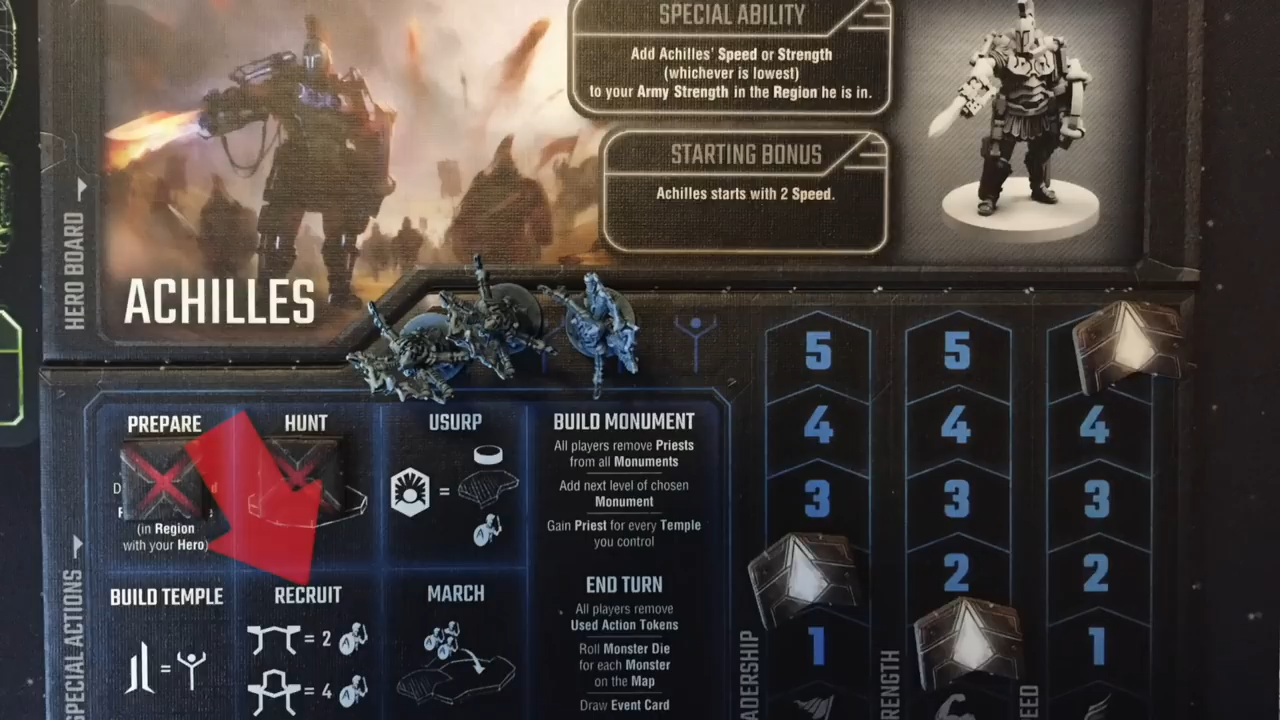 SPECIAL ABILITY
Add Achilles' Speed or Strength
(whichever is lowest)
to your Army Strength in the Region he is in.
STARTING BONUS
Achilles starts with 2 Speed.
HERO BOARD
ACHILLES
5 5
4 4 4
3 3 3
2 2
1 1
PREPARE
(in Region
with your Hero)
HUNT
USURP
=
BUILD MONUMENT
All players remove Priests
from all Monuments
Add next level of chosen
Monument
Gain Priest for every Temple
you control
SPECIAL ACTIONS
BUILD TEMPLE
=
RECRUIT
= 2
= 4
MARCH
END TURN
All players remove
Used Action Tokens
Roll Monster Die
for each Monster
on the Map
Draw Event Card